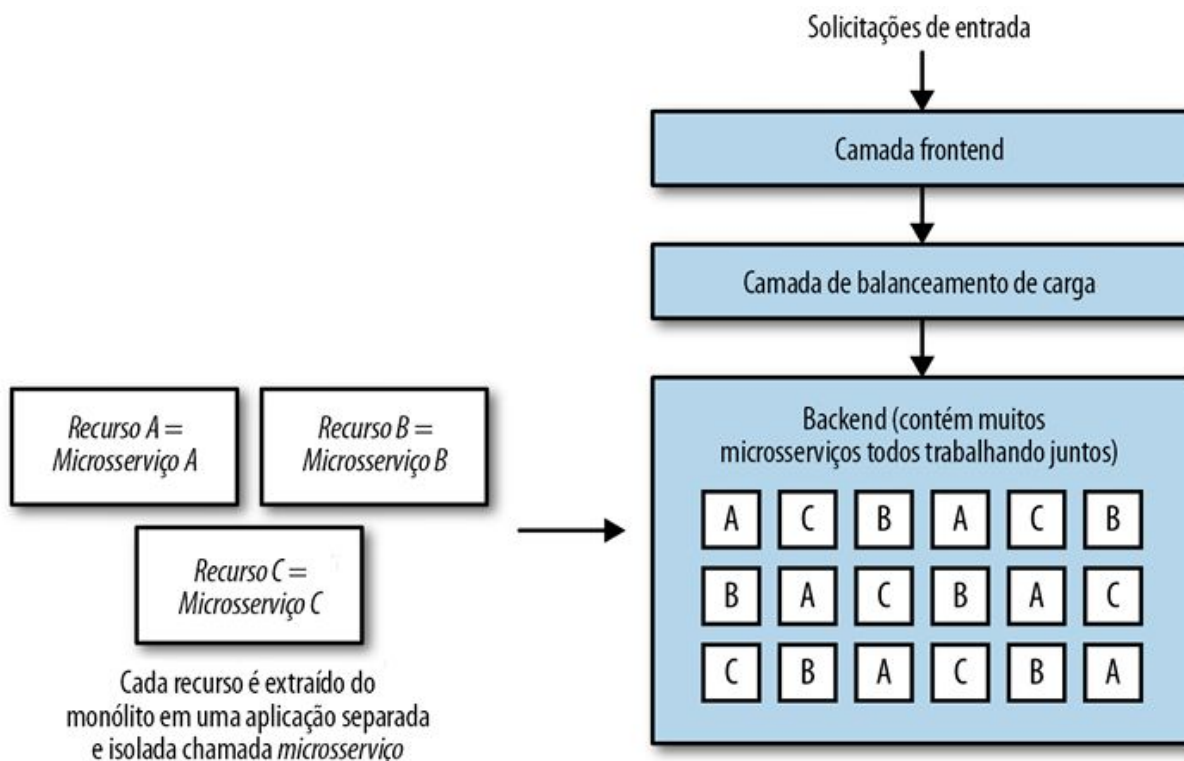 Solicitações de entrada
Camada frontend
Camada de balanceamento de carga
Recurso A =
Microsserviço A
Recurso B =
Microsserviço B
Recurso C =
Microsserviço C
Cada recurso é extraído do
monólito em uma aplicação separada
e isolada chamada microsserviço
Backend (contém muitos
microsserviços todos trabalhando juntos)
A C B A C B
B A C B A C
C B A C B A